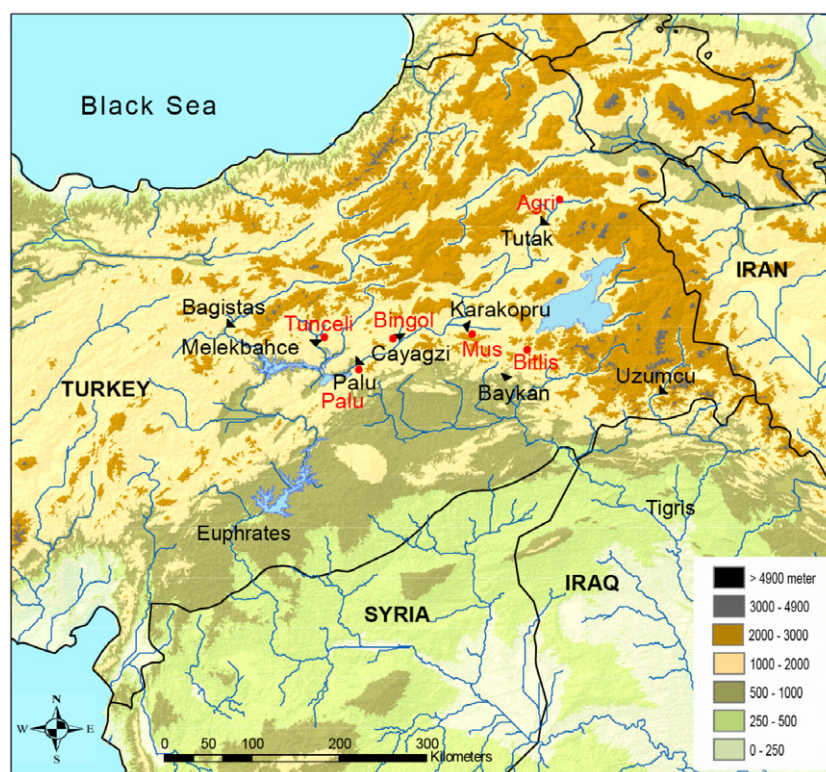 Black Sea
Agri
Tutak
IRAN
Bagistas
Tunceli
Bingol
Karakopru
Melekbahce
Cayagzi
Mus
Bitlis
TURKEY
Palu
Palu
Baykan
Uzumcu
Euphrates
Tigris
SYRIA
IRAQ
> 4900 meter
3000 - 4900
2000 - 3000
1000 - 2000
500 - 1000
250 - 500
0 - 250
N
W E
S
0 50 100 200 300
Kilometers